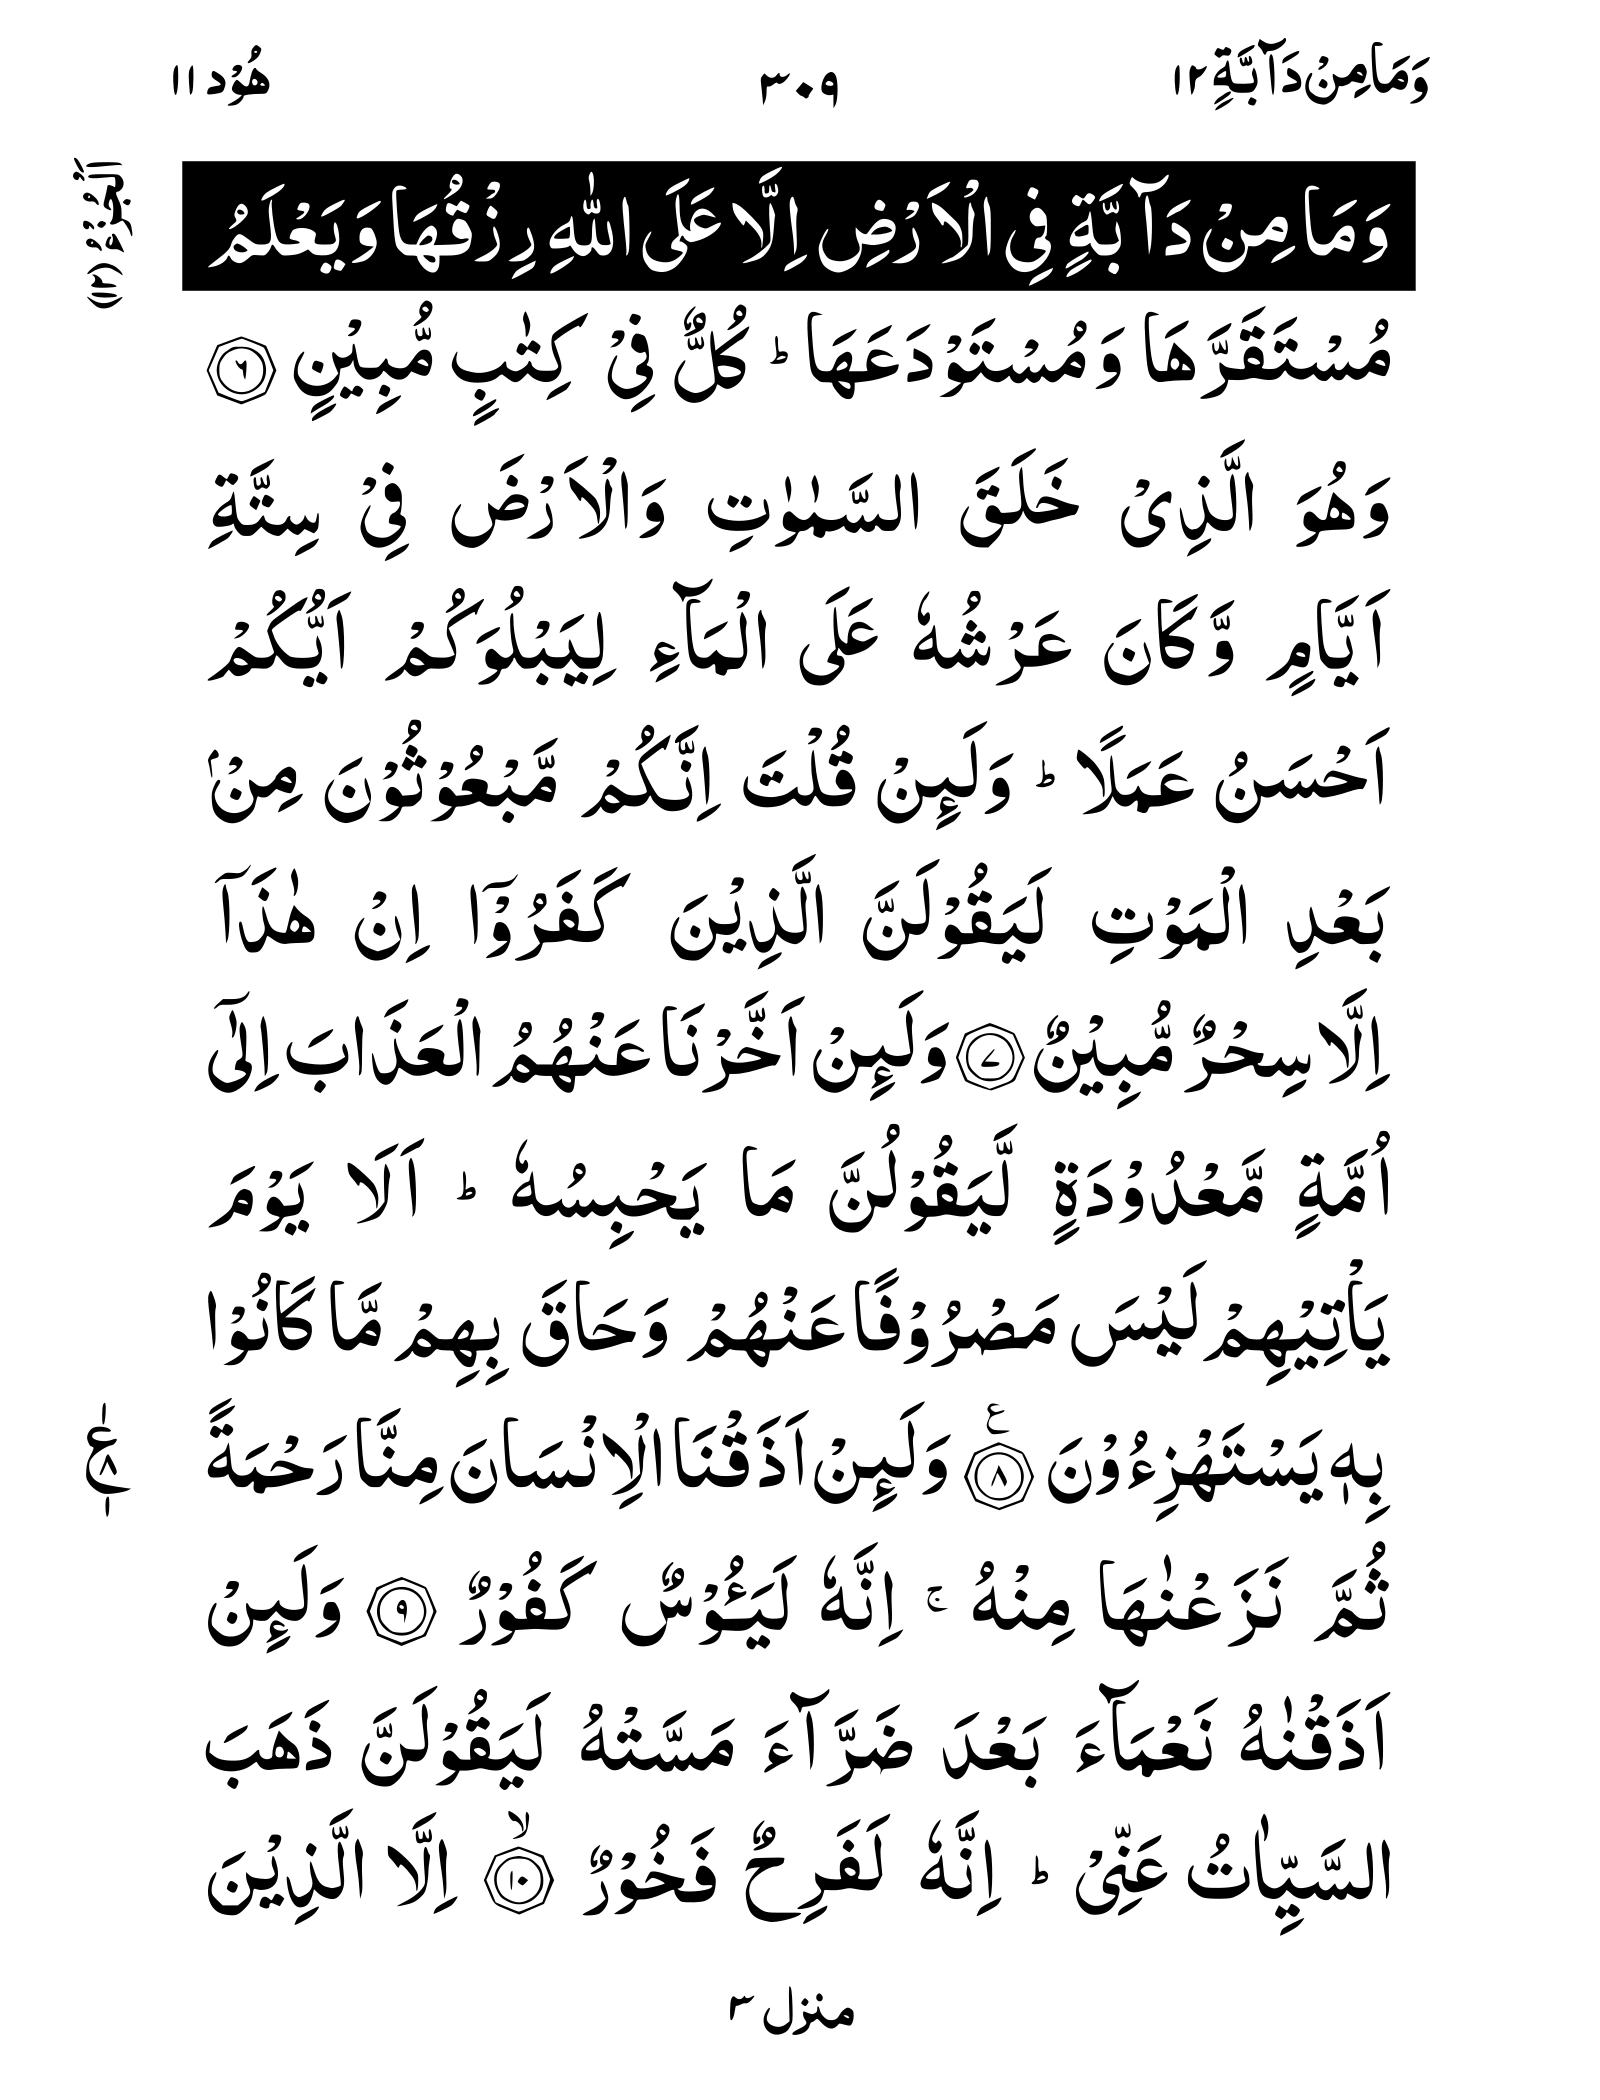 وَمَا مِنْ دَآبَّةٍ ١٢
٣٠٩
هُوْد ١١
اَلْجُزْءُ (١٢)
وَمَا مِنْ دَآبَّةٍ فِي الْاَرْضِ اِلَّا عَلَى اللّٰهِ رِزْقُهَا وَيَعْلَمُ
مُسْتَقَرَّهَا وَمُسْتَوْدَعَهَا ؕ كُلٌّ فِيْ كِتٰبٍ مُّبِيْنٍ ۝٦
وَهُوَ الَّذِيْ خَلَقَ السَّمٰوٰتِ وَالْاَرْضَ فِيْ سِتَّةِ
اَيَّامٍ وَّكَانَ عَرْشُهٗ عَلَى الْمَآءِ لِيَبْلُوَكُمْ اَيُّكُمْ
اَحْسَنُ عَمَلًا ؕ وَلَىِٕنْ قُلْتَ اِنَّكُمْ مَّبْعُوْثُوْنَ مِنْۢ
بَعْدِ الْمَوْتِ لَيَقُوْلَنَّ الَّذِيْنَ كَفَرُوْۤا اِنْ هٰذَاۤ
اِلَّا سِحْرٌ مُّبِيْنٌ ۝٧ وَلَىِٕنْ اَخَّرْنَا عَنْهُمُ الْعَذَابَ اِلٰۤى
اُمَّةٍ مَّعْدُوْدَةٍ لَّيَقُوْلُنَّ مَا يَحْبِسُهٗ ؕ اَلَا يَوْمَ
يَاْتِيْهِمْ لَيْسَ مَصْرُوْفًا عَنْهُمْ وَحَاقَ بِهِمْ مَّا كَانُوْا
بِهٖ يَسْتَهْزِءُوْنَ ۝٨ ع وَلَىِٕنْ اَذَقْنَا الْاِنْسَانَ مِنَّا رَحْمَةً
ع ٨ ١
ثُمَّ نَزَعْنٰهَا مِنْهُ ۚ اِنَّهٗ لَيَـُٔوْسٌ كَفُوْرٌ ۝٩ وَلَىِٕنْ
اَذَقْنٰهُ نَعْمَآءَ بَعْدَ ضَرَّآءَ مَسَّتْهُ لَيَقُوْلَنَّ ذَهَبَ
السَّيِّاٰتُ عَنِّيْ ؕ اِنَّهٗ لَفَرِحٌ فَخُوْرٌ ۝١٠ۙ اِلَّا الَّذِيْنَ
منزل ٣